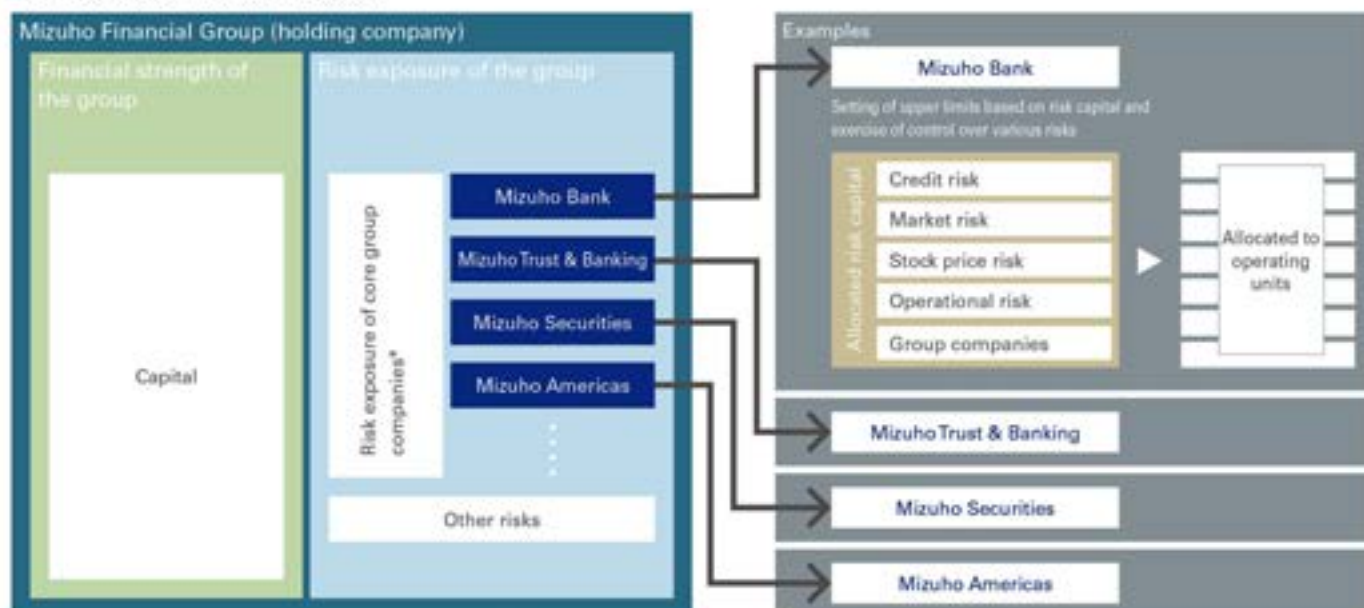 Mizuho Financial Group (holding company)
Financial strength of
the group
Capital
Risk exposure of the group
Risk exposure of core group
companies*
Mizuho Bank
Mizuho Trust & Banking
Mizuho Securities
Mizuho Americas
Other risks
Examples
Mizuho Bank
Setting of upper limits based on risk capital and
exercise of control over various risks
Allocated risk capital
Credit risk
Market risk
Stock price risk
Operational risk
Group companies
Allocated to
operating
units
Mizuho Trust & Banking
Mizuho Securities
Mizuho Americas